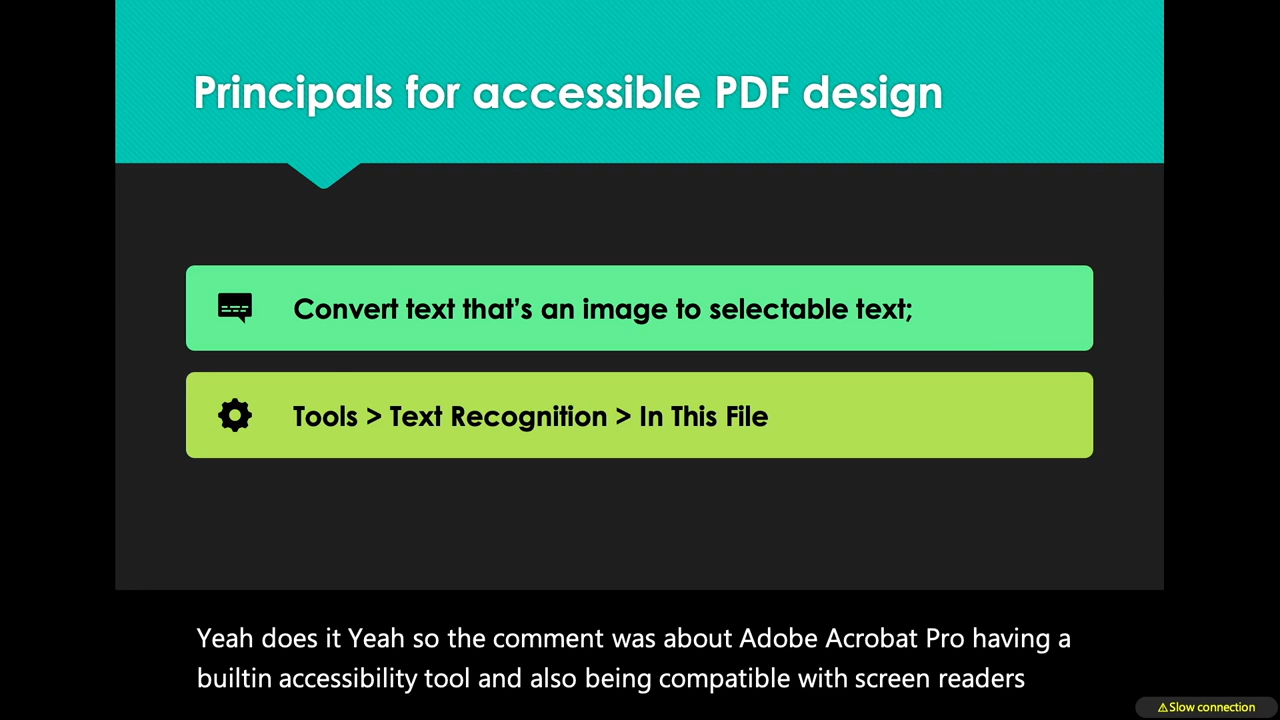 Principals for accessible PDF design
Convert text that's an image to selectable text;
Tools > Text Recognition > In This File
Yeah does it Yeah so the comment was about Adobe Acrobat Pro having a
builtin accessibility tool and also being compatible with screen readers
⚠Slow connection